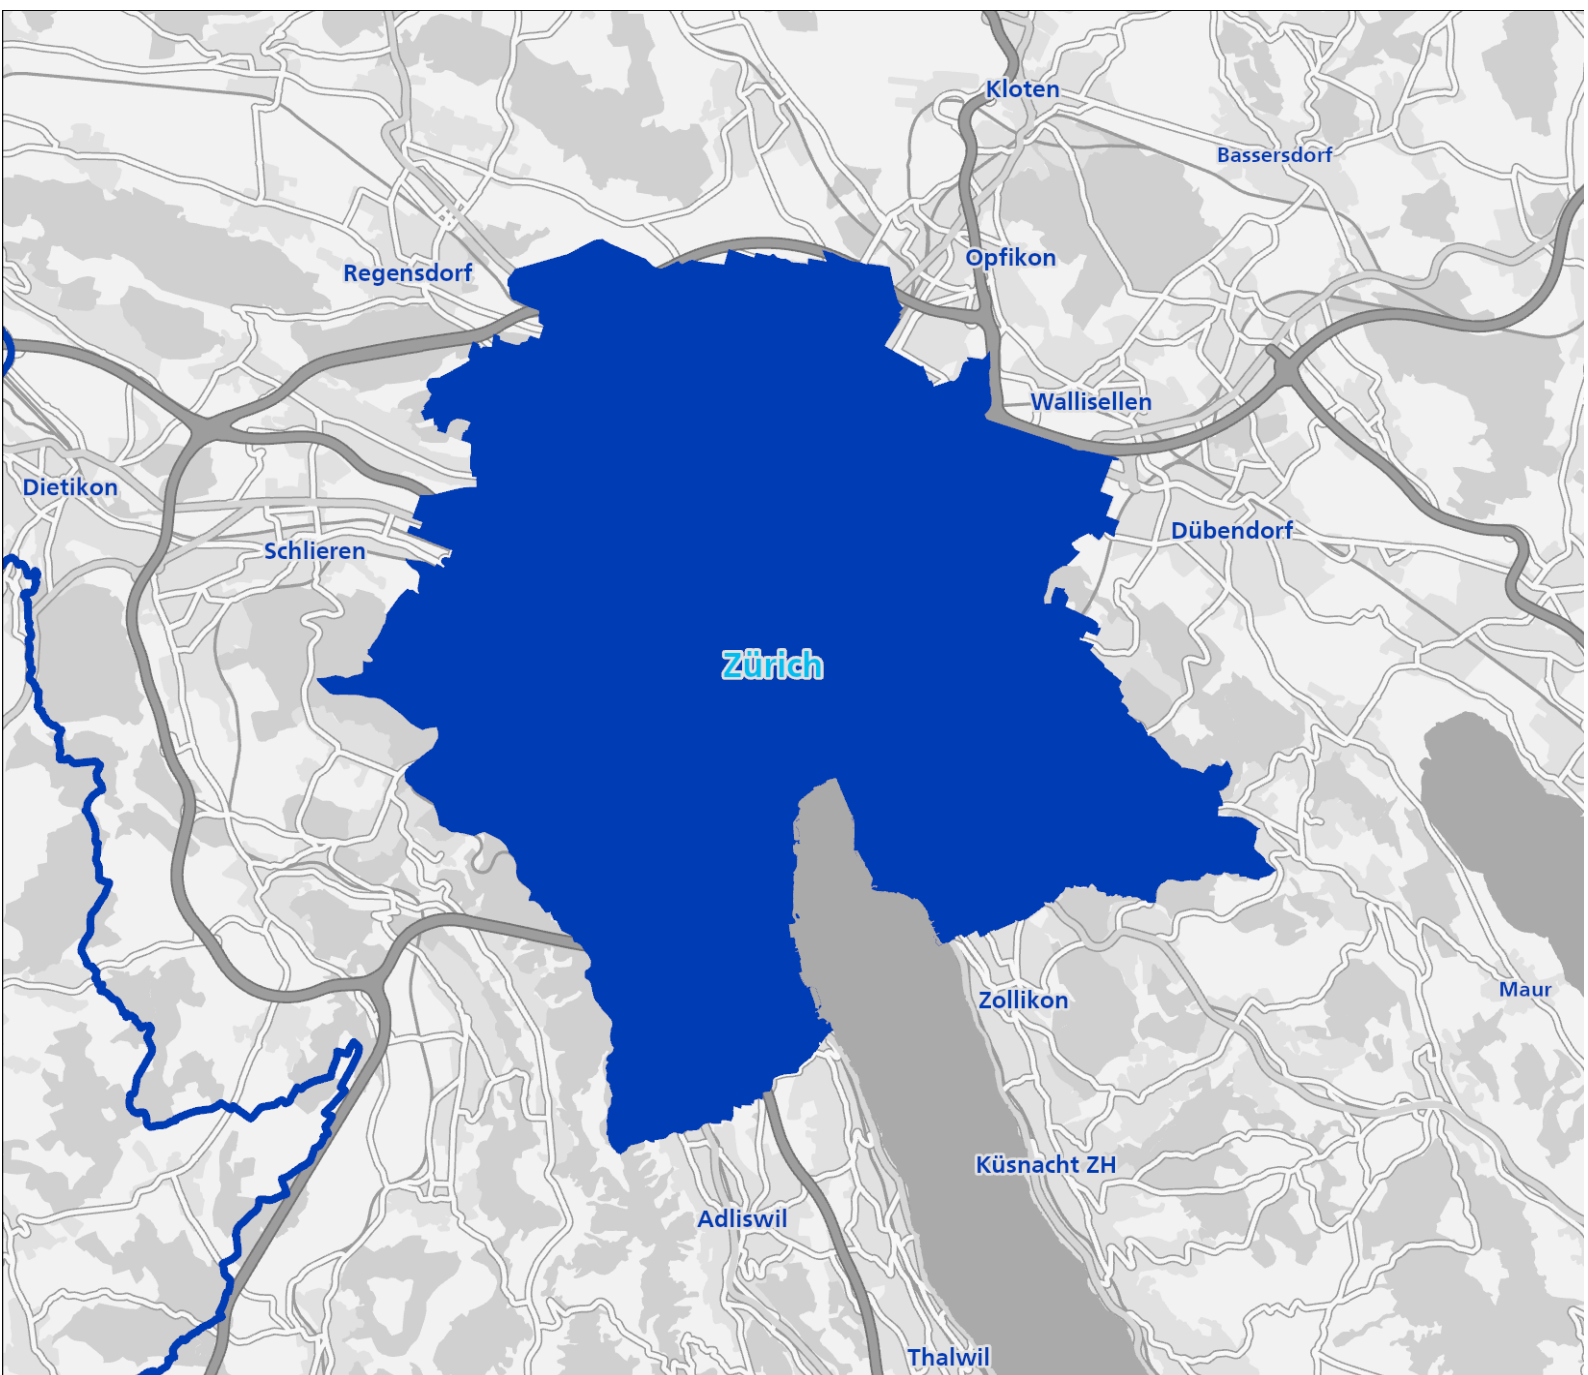 Kloten
Bassersdorf
Opfikon
Regensdorf
Wallisellen
Dietikon
Dübendorf
Schlieren
Zürich
Maur
Zollikon
Küsnacht ZH
Adliswil
Thalwil